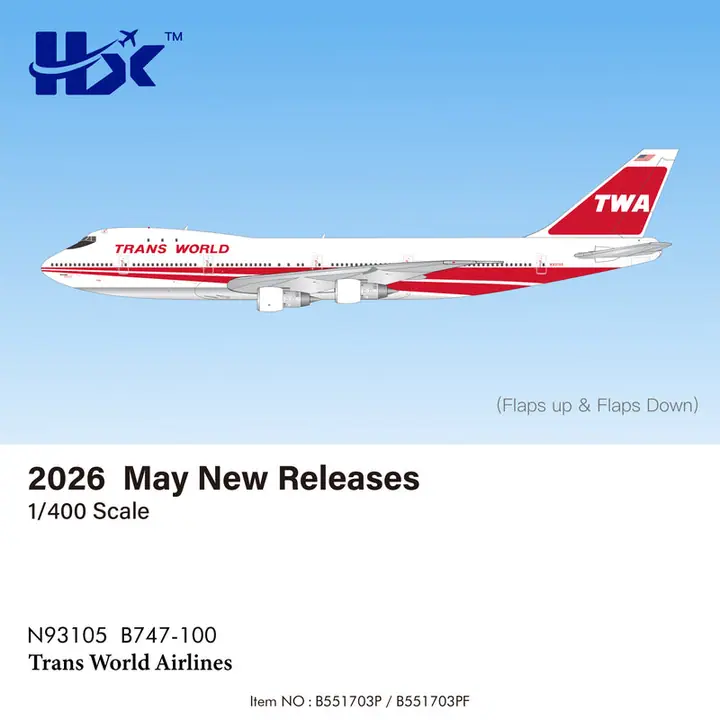 HX™
TWA
TRANS WORLD
(Flaps up & Flaps Down)
2026 May New Releases
1/400 Scale
N93105 B747-100
Trans World Airlines
Item NO : B551703P / B551703PF